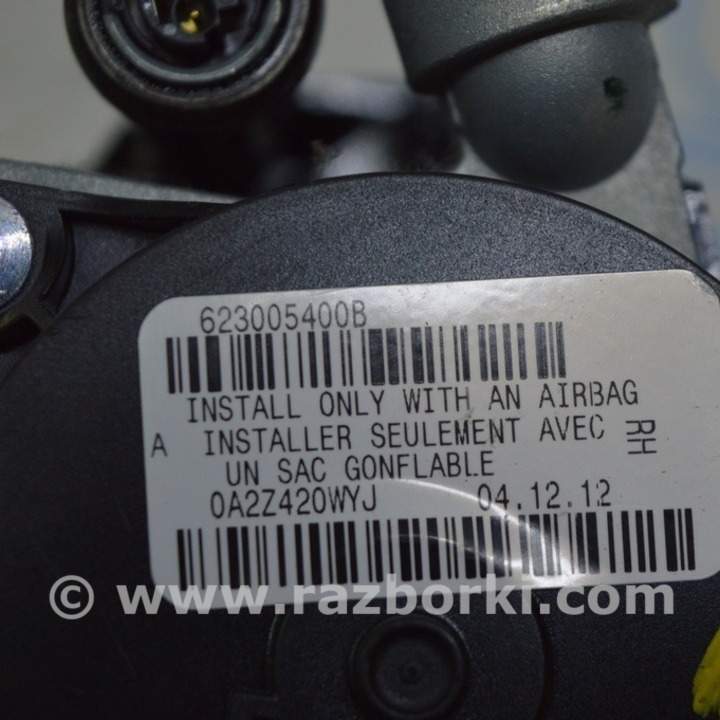 623005400B
INSTALL ONLY WITH AN AIRBAG
A INSTALLER SEULEMENT AVEC
UN SAC GONFLABLE
RH
0A2Z420WYJ 04.12.12
© www.razborki.com